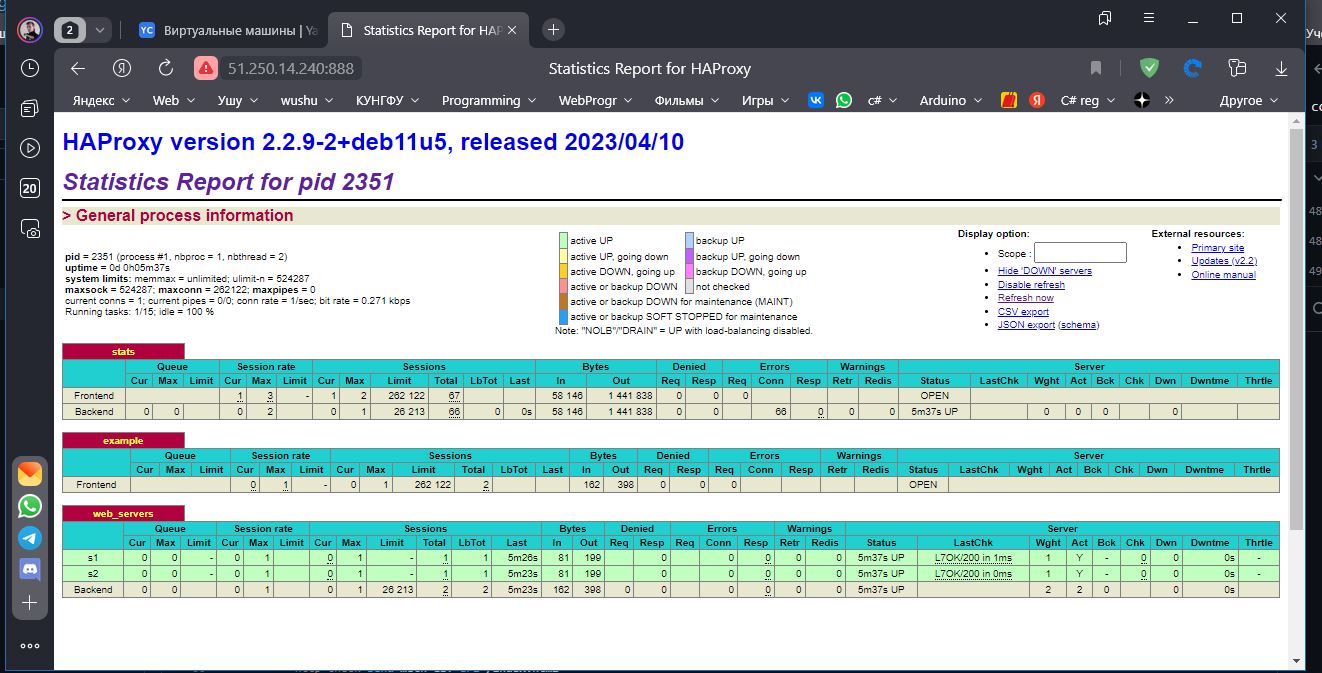 2
Виртуальные машины | Ya
Statistics Report for HAP
51.250.14.240:888
Statistics Report for HAProxy
Яндекс Web Ушу wushu КУНГФУ Programming WebProgr Фильмы Игры c# Arduino Я C# reg » Другое
20
HAProxy version 2.2.9-2+deb11u5, released 2023/04/10
Statistics Report for pid 2351
> General process information
pid = 2351 (process #1, nbproc = 1, nbthread = 2)
uptime = 0d 0h05m37s
system limits: memmax = unlimited; ulimit-n = 524287
maxsock = 524287; maxconn = 262122; maxpipes = 0
current conns = 1; current pipes = 0/0; conn rate = 1/sec; bit rate = 0.271 kbps
Running tasks: 1/15; idle = 100 %
active UP backup UP
active UP, going down backup UP, going down
active DOWN, going up backup DOWN, going up
active or backup DOWN not checked
active or backup DOWN for maintenance (MAINT)
active or backup SOFT STOPPED for maintenance
Note: "NOLB"/"DRAIN" = UP with load-balancing disabled.
Display option:
Scope :
Hide 'DOWN' servers
Disable refresh
Refresh now
CSV export
JSON export (schema)
External resources:
Primary site
Updates (v2.2)
Online manual
stats
Queue Session rate Sessions Bytes Denied Errors Warnings Server
Cur Max Limit Cur Max Limit Cur Max Limit Total LbTot Last In Out Req Resp Req Conn Resp Retr Redis Status LastChk Wght Act Bck Chk Dwn Dwntme Thrtle
Frontend 1 3 - 1 2 262 122 67 58 146 1 441 838 0 0 0 OPEN
Backend 0 0 0 2 0 1 26 213 66 0 0s 58 146 1 441 838 0 0 66 0 0 0 5m37s UP 0 0 0 0
example
Queue Session rate Sessions Bytes Denied Errors Warnings Server
Cur Max Limit Cur Max Limit Cur Max Limit Total LbTot Last In Out Req Resp Req Conn Resp Retr Redis Status LastChk Wght Act Bck Chk Dwn Dwntme Thrtle
Frontend 0 1 - 0 1 262 122 2 162 398 0 0 0 OPEN
web_servers
Queue Session rate Sessions Bytes Denied Errors Warnings Server
Cur Max Limit Cur Max Limit Cur Max Limit Total LbTot Last In Out Req Resp Req Conn Resp Retr Redis Status LastChk Wght Act Bck Chk Dwn Dwntme Thrtle
s1 0 0 - 0 1 0 1 - 1 1 5m26s 81 199 0 0 0 0 0 5m37s UP L7OK/200 in 1ms 1 Y - 0 0 0s -
s2 0 0 - 0 1 0 1 - 1 1 5m23s 81 199 0 0 0 0 0 5m37s UP L7OK/200 in 0ms 1 Y - 0 0 0s -
Backend 0 0 0 1 0 1 26 213 2 2 5m23s 162 398 0 0 0 0 0 0 5m37s UP 2 2 0 0 0s